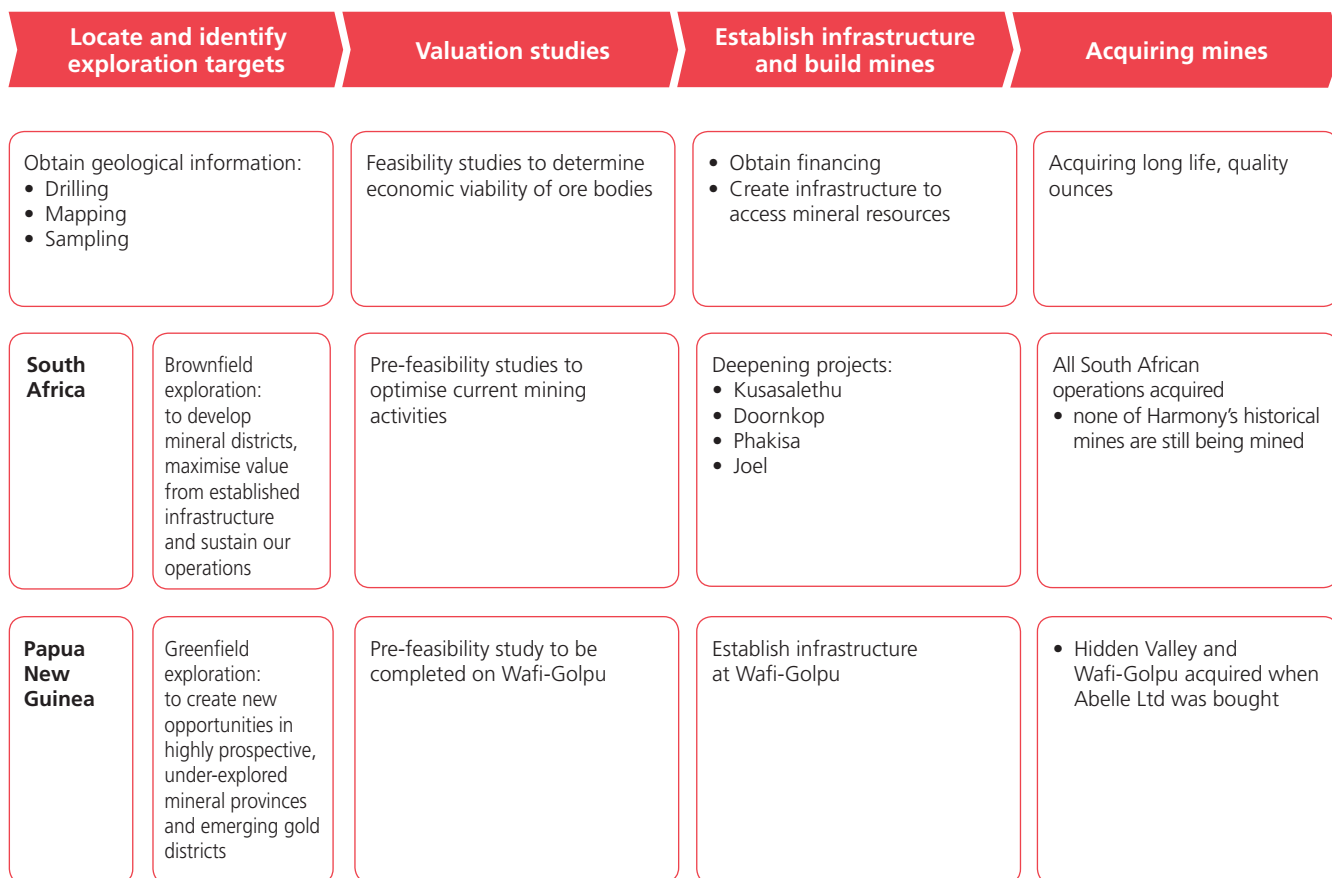 Locate and identify
exploration targets
Valuation studies
Establish infrastructure
and build mines
Acquiring mines
Obtain geological information:
• Drilling
• Mapping
• Sampling
Feasibility studies to determine
economic viability of ore bodies
• Obtain financing
• Create infrastructure to
access mineral resources
Acquiring long life, quality
ounces
South
Africa
Brownfield
exploration:
to develop
mineral districts,
maximise value
from established
infrastructure
and sustain our
operations
Pre-feasibility studies to
optimise current mining
activities
Deepening projects:
• Kusasalethu
• Doornkop
• Phakisa
• Joel
All South African
operations acquired
• none of Harmony's historical
mines are still being mined
Papua
New
Guinea
Greenfield
exploration:
to create new
opportunities in
highly prospective,
under-explored
mineral provinces
and emerging gold
districts
Pre-feasibility study to be
completed on Wafi-Golpu
Establish infrastructure
at Wafi-Golpu
• Hidden Valley and
Wafi-Golpu acquired when
Abelle Ltd was bought